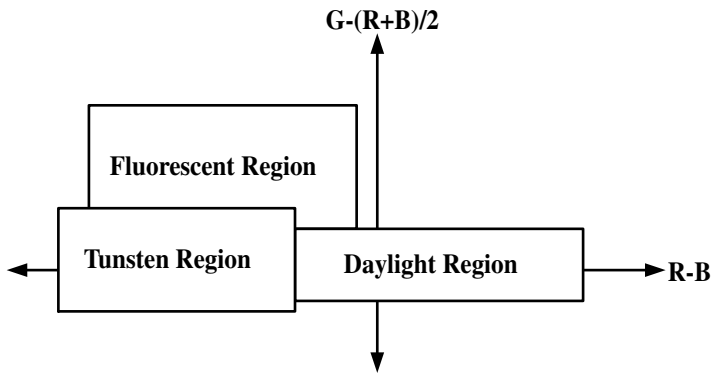 G-(R+B)/2
Fluorescent Region
Tunsten Region
Daylight Region
R-B